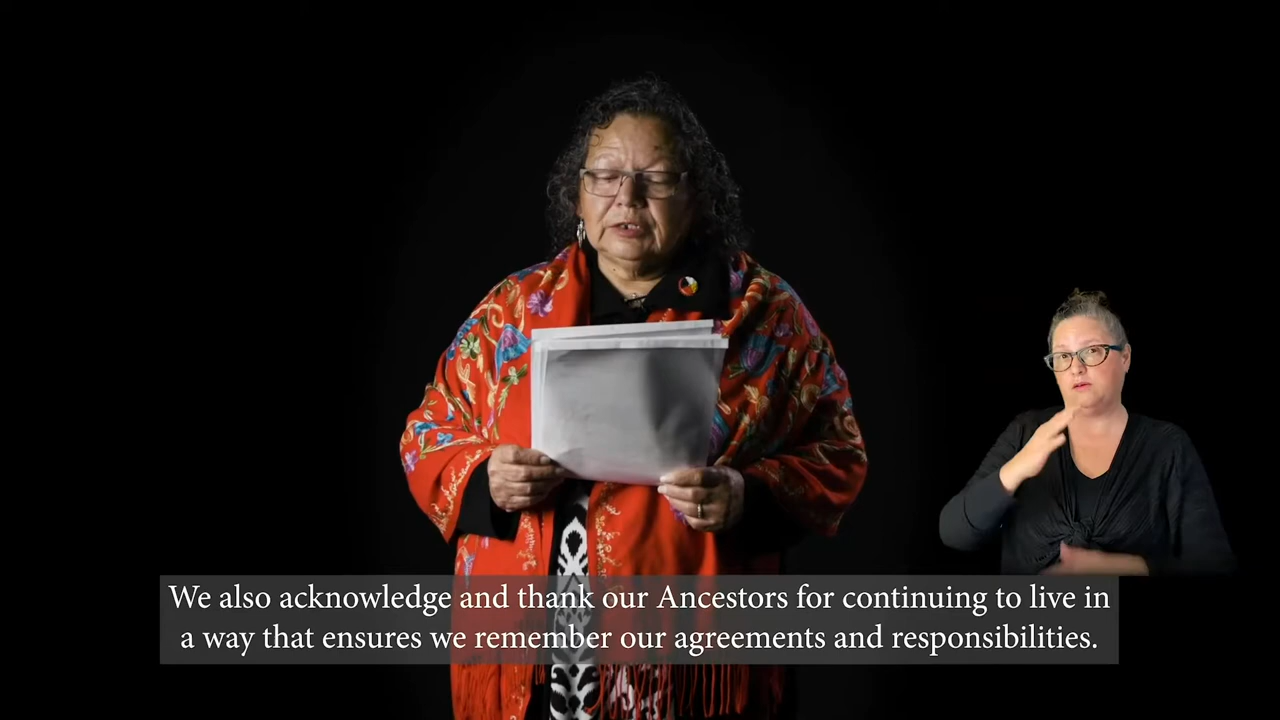 We also acknowledge and thank our Ancestors for continuing to live in
a way that ensures we remember our agreements and responsibilities.